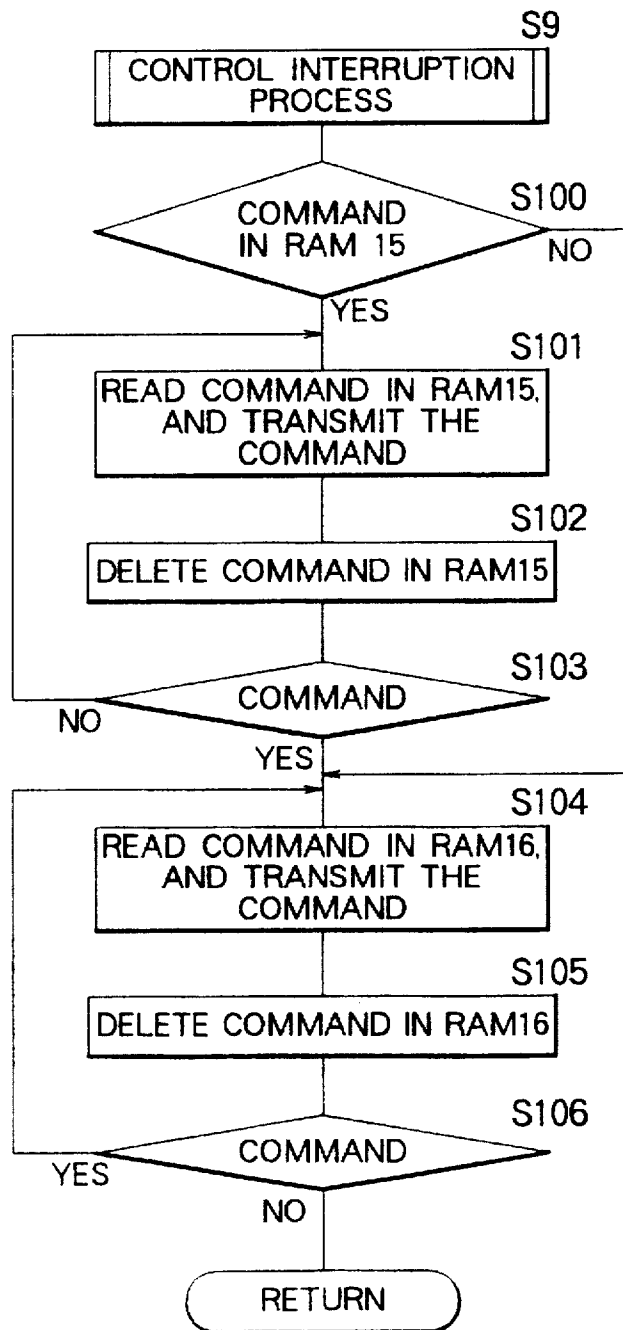 S9
CONTROL INTERRUPTION
PROCESS
S100
COMMAND
IN RAM 15
NO
YES
S101
READ COMMAND IN RAM15,
AND TRANSMIT THE
COMMAND
S102
DELETE COMMAND IN RAM15
S103
COMMAND
NO
YES
S104
READ COMMAND IN RAM16,
AND TRANSMIT THE
COMMAND
S105
DELETE COMMAND IN RAM16
S106
COMMAND
YES
NO
RETURN